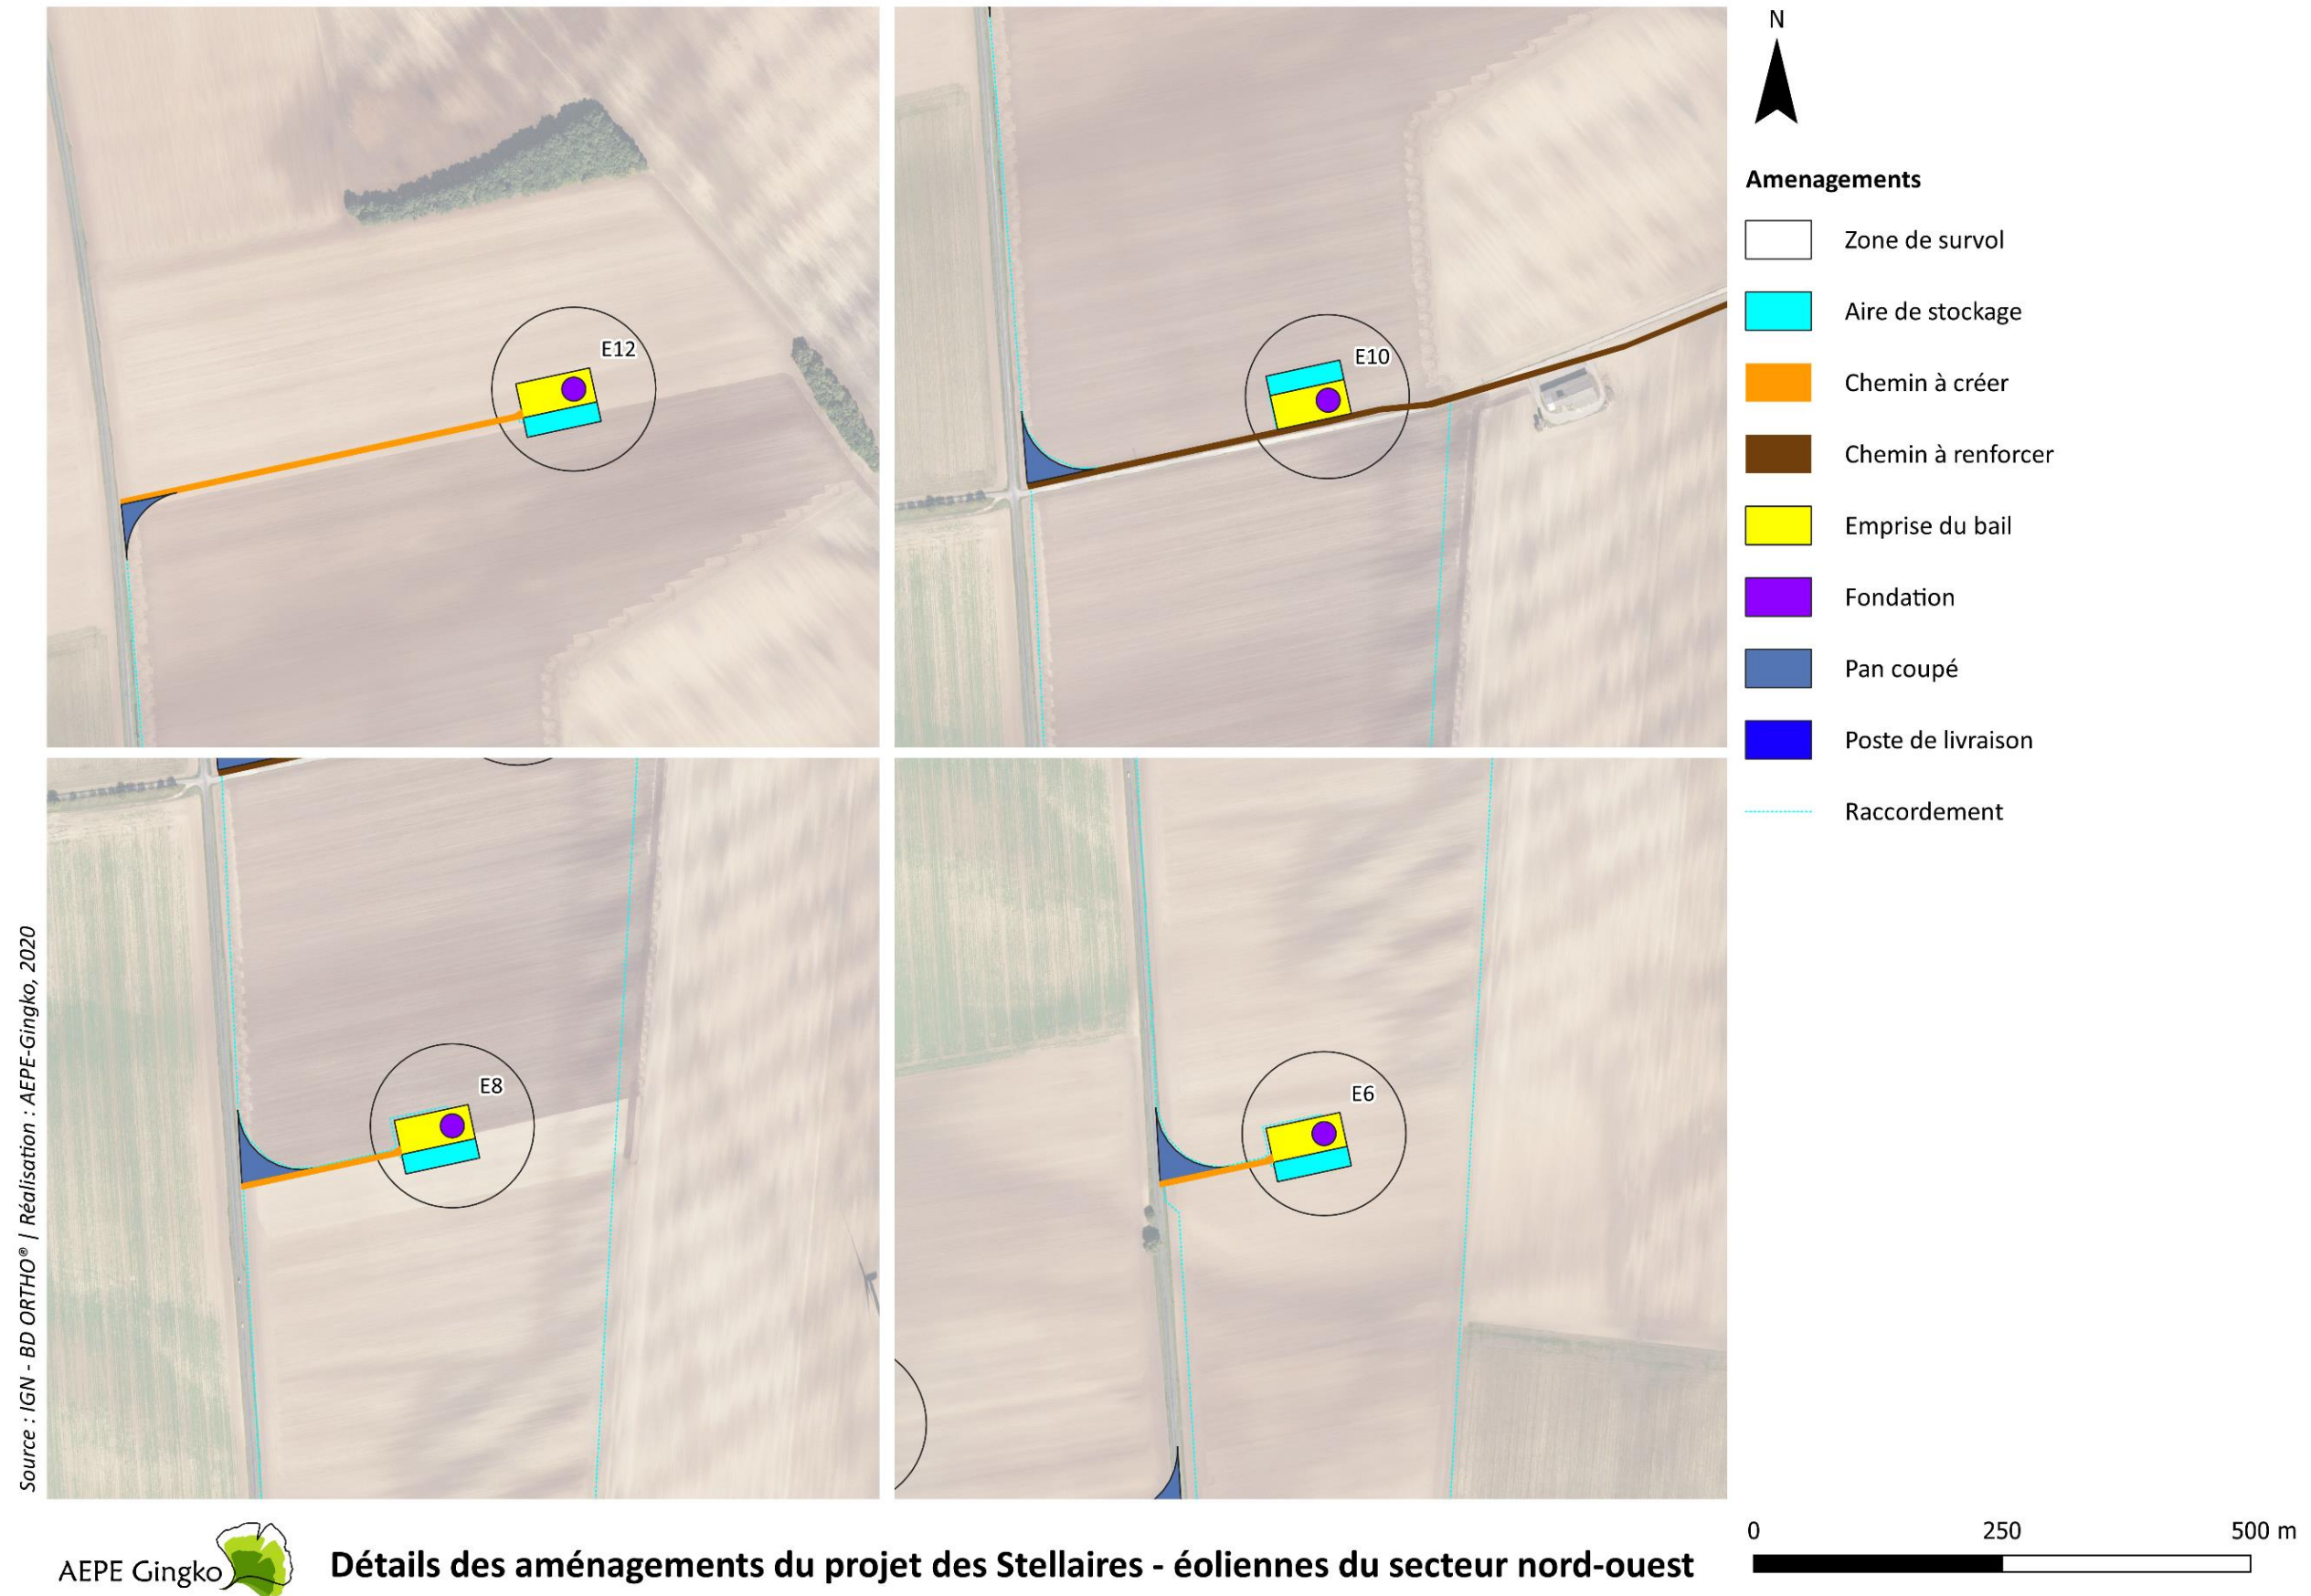 E12
E10
E8
E6
N
Amenagements
Zone de survol
Aire de stockage
Chemin à créer
Chemin à renforcer
Emprise du bail
Fondation
Pan coupé
Poste de livraison
Raccordement
Source : IGN - BD ORTHO® | Réalisation : AEPE-Gingko, 2020
AEPE Gingko
Détails des aménagements du projet des Stellaires - éoliennes du secteur nord-ouest
0 250 500 m